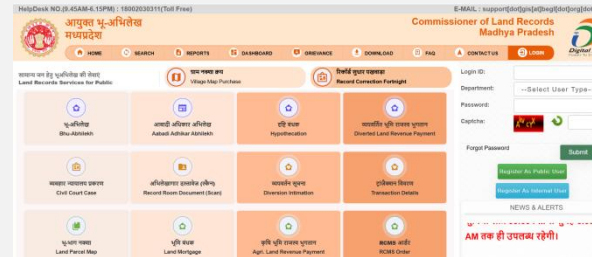 HelpDesk NO.(9.45AM-6.15PM) : 18002030311(Toll Free)
E-MAIL : support[dot]gis[at]begl[dot]org[dot
आयुक्त भू-अभिलेख
मध्यप्रदेश
Commissioner of Land Records
Madhya Pradesh
HOME
SEARCH
REPORTS
DASHBOARD
GRIEVANCE
DOWNLOAD
FAQ
CONTACT US
LOGIN
Digital
सामान्य जन हेतु भूअभिलेख की सेवाएं
Land Records Services for Public
ग्राम नक्शा क्रय
Village Map Purchase
रिकॉर्ड सुधार पखवाड़ा
Record Correction Fortnight
भू-अभिलेख
Bhu-Abhilekh
आबादी अधिकार अभिलेख
Aabadi Adhikar Abhilekh
दृष्टि बंधक
Hypothecation
व्यपवर्तित भूमि राजस्व भुगतान
Diverted Land Revenue Payment
व्यवहार न्यायालय प्रकरण
Civil Court Case
अभिलेखागार दस्तावेज (स्कैन)
Record Room Document (Scan)
व्यपवर्तन सूचना
Diversion Intimation
ट्रांजैक्शन विवरण
Transaction Details
भू-भाग नक्शा
Land Parcel Map
भूमि बंधक
Land Mortgage
कृषि भूमि राजस्व भुगतान
Agri. Land Revenue Payment
RCMS आर्डर
RCMS Order
Login ID:
Department:
--Select User Type--
Password:
Captcha:
Forgot Password
Submit
Register As Public User
Register As Internal User
NEWS & ALERTS
AM तक ही उपलब्ध रहेगी।